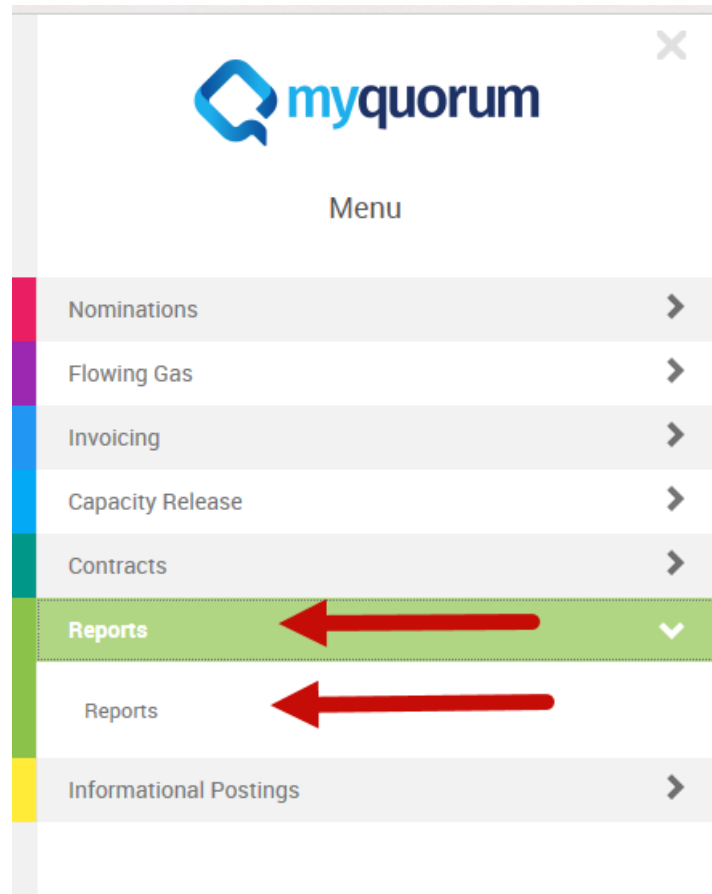 myquorum
Menu
Nominations
Flowing Gas
Invoicing
Capacity Release
Contracts
Reports
Reports
Informational Postings